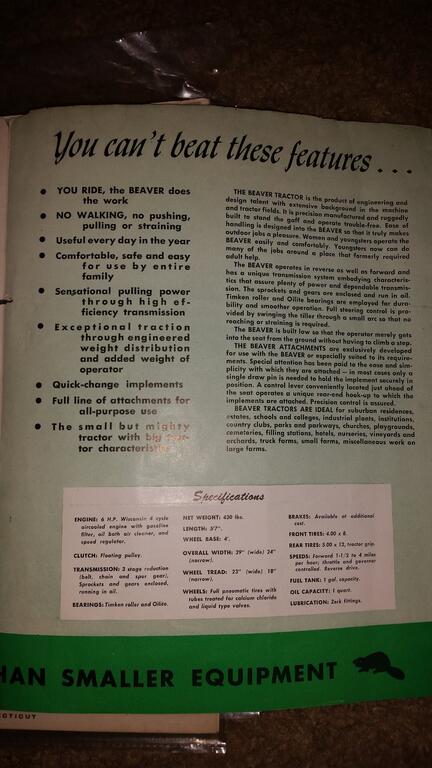 You can't beat these features...
YOU RIDE, the BEAVER does
the work
NO WALKING, no pushing,
pulling or straining
Useful every day in the year
Comfortable, safe and easy
for use by entire
family
Sensational pulling power
through high ef-
ficiency transmission
Exceptional traction
through engineered
weight distribution
and added weight of
operator
Quick-change implements
Full line of attachments for
all-purpose use
The small but mighty
tractor with big trac-
tor characteristics
THE BEAVER TRACTOR is the product of engineering and
design talent with extensive background in the machine
and tractor fields. It is precision manufactured and ruggedly
built to stand the gaff and operate trouble-free. Ease of
handling is designed into the BEAVER so that it truly makes
outdoor jobs a pleasure. Women and youngsters operate the
BEAVER easily and comfortably. Youngsters now can do
many of the jobs around a place that formerly required
adult help.
The BEAVER operates in reverse as well as forward and
has a unique transmission system embodying characteris-
tics that assure plenty of power and dependable transmis-
sion. The sprockets and gears are enclosed and run in oil.
Timken roller and Oilite bearings are employed for dura-
bility and smoother operation. Full steering control is pro-
vided by swinging the tiller through a small arc so that no
reaching or straining is required.
The BEAVER is built low so that the operator merely gets
into the seat from the ground without having to climb a step.
THE BEAVER ATTACHMENTS are exclusively developed
for use with the BEAVER or especially suited to its require-
ments. Special attention has been paid to the ease and sim-
plicity with which they are attached — in most cases only a
single draw pin is needed to hold the implement securely in
position. A control lever conveniently located just ahead of
the seat operates a unique rear-end hook-up to which the
implements are attached. Precision control is assured.
BEAVER TRACTORS ARE IDEAL for suburban residences,
estates, schools and colleges, industrial plants, institutions,
country clubs, parks and parkways, churches, playgrounds,
cemeteries, filling stations, hotels, nurseries, vineyards and
orchards, truck farms, small farms, miscellaneous work on
large farms.
Specifications
ENGINE: 6 H.P. Wisconsin 4 cycle
aircooled engine with gasoline
filter, oil bath air cleaner, and
speed regulator.
CLUTCH: Floating pulley.
TRANSMISSION: 3 stage reduction
(belt, chain and spur gear).
Sprockets and gears enclosed,
running in oil.
BEARINGS: Timken roller and Oilite.
NET WEIGHT: 430 lbs.
LENGTH: 5'7".
WHEEL BASE: 4'.
OVERALL WIDTH: 29" (wide) 24"
(narrow).
WHEEL TREAD: 23" (wide) 18"
(narrow).
WHEELS: Full pneumatic tires with
tubes treated for calcium chloride
and liquid type valves.
BRAKES: Available at additional
cost.
FRONT TIRES: 4.00 x 8.
REAR TIRES: 5.00 x 12, tractor grip.
SPEEDS: Forward 1-1/2 to 4 miles
per hour; throttle and governor
controlled. Reverse drive.
FUEL TANK: 1 gal. capacity.
OIL CAPACITY: 1 quart.
LUBRICATION: Zerk fittings.
HAN SMALLER EQUIPMENT
CTICUT